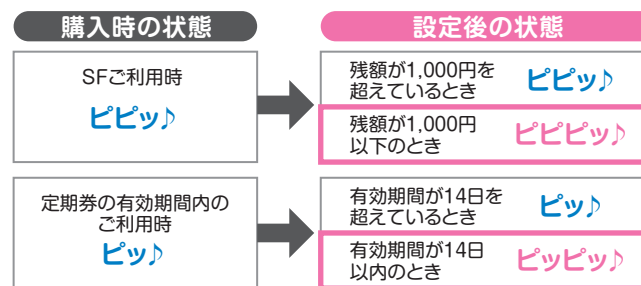 購入時の状態
設定後の状態
SFご利用時
ピピッ♪
残額が1,000円を
超えているとき
ピピッ♪
残額が1,000円
以下のとき
ピピピッ♪
定期券の有効期間内の
ご利用時
ピッ♪
有効期間が14日を
超えているとき
ピッ♪
有効期間が14日
以内のとき
ピッピッ♪